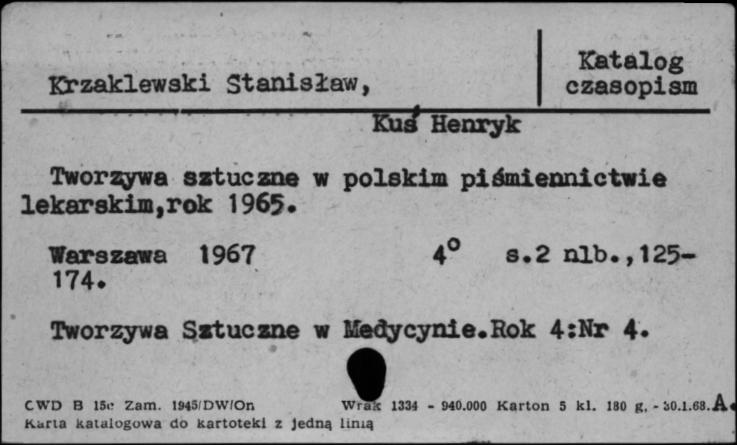 Krzaklewski Stanisław,
Katalog
czasopism
Kuś Henryk
Tworzywa sztuczne w polskim piśmiennictwie
lekarskim,rok 1965.
Warszawa 1967 4° s.2 nlb.,125-
174.
Tworzywa Sztuczne w Medycynie.Rok 4:Nr 4.
CWD B 15c Zam. 1945/DW/On Wrak 1334 - 940.000 Karton 5 kl. 180 g. - 30.1.68. A.
Karta katalogowa do kartoteki z jedną linią